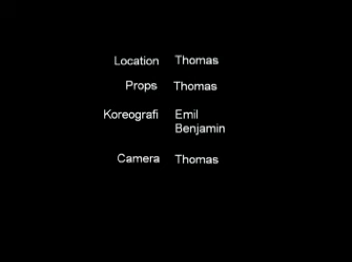 Location Thomas
Props Thomas
Koreografi Emil
Benjamin
Camera Thomas